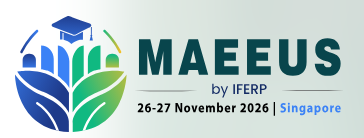 MAEEUS
by IFERP
26-27 November 2026 | Singapore